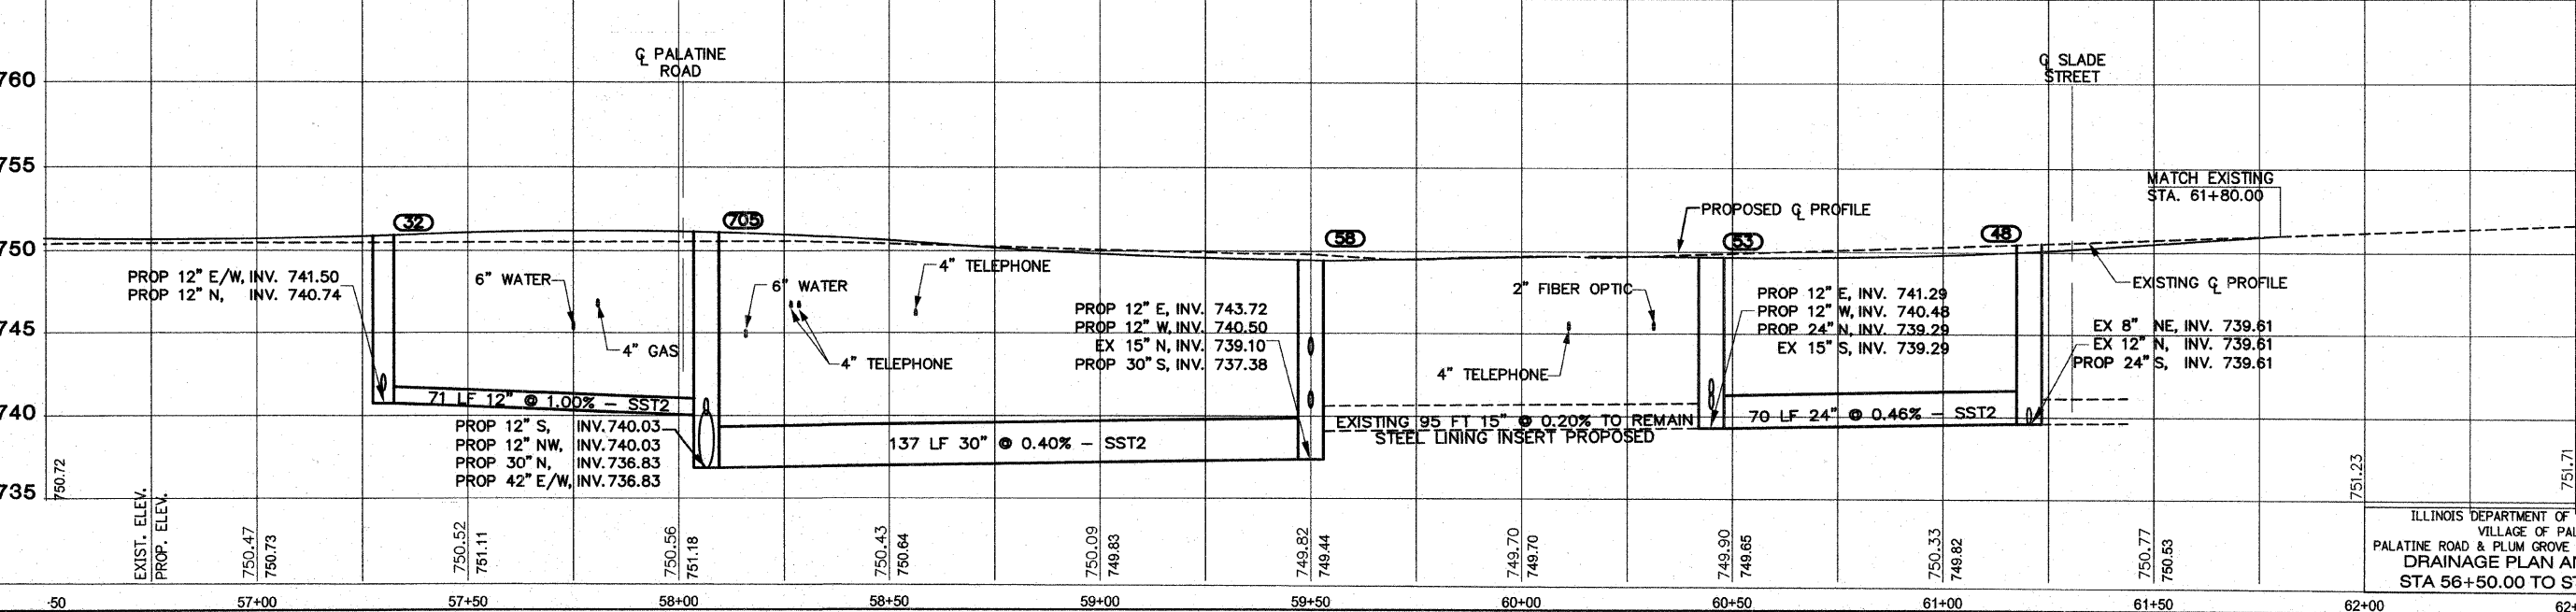 ℄ PALATINE
ROAD
℄ SLADE
STREET
760
755
750
745
740
735
MATCH EXISTING
STA. 61+80.00
PROPOSED ℄ PROFILE
EXISTING ℄ PROFILE
32
705
58
53
48
PROP 12" E/W, INV. 741.50
PROP 12" N, INV. 740.74
6" WATER
4" GAS
6" WATER
4" TELEPHONE
4" TELEPHONE
PROP 12" E, INV. 743.72
PROP 12" W, INV. 740.50
EX 15" N, INV. 739.10
PROP 30" S, INV. 737.38
2" FIBER OPTIC
4" TELEPHONE
PROP 12" E, INV. 741.29
PROP 12" W, INV. 740.48
PROP 24" N, INV. 739.29
EX 15" S, INV. 739.29
EX 8" NE, INV. 739.61
EX 12" N, INV. 739.61
PROP 24" S, INV. 739.61
71 LF 12" @ 1.00% - SST2
PROP 12" S, INV. 740.03
PROP 12" NW, INV. 740.03
PROP 30" N, INV. 736.83
PROP 42" E/W, INV. 736.83
137 LF 30" @ 0.40% - SST2
EXISTING 95 FT 15" @ 0.20% TO REMAIN
STEEL LINING INSERT PROPOSED
70 LF 24" @ 0.46% - SST2
750.72
EXIST. ELEV.
PROP. ELEV.
750.47
750.73
750.52
751.11
750.56
751.18
750.43
750.64
750.09
749.83
749.82
749.44
749.70
749.70
749.90
749.65
750.33
749.82
750.77
750.53
751.23
751.71
ILLINOIS DEPARTMENT OF
VILLAGE OF PAL
PALATINE ROAD & PLUM GROVE
DRAINAGE PLAN AN
STA 56+50.00 TO ST
-50
57+00
57+50
58+00
58+50
59+00
59+50
60+00
60+50
61+00
61+50
62+00
62